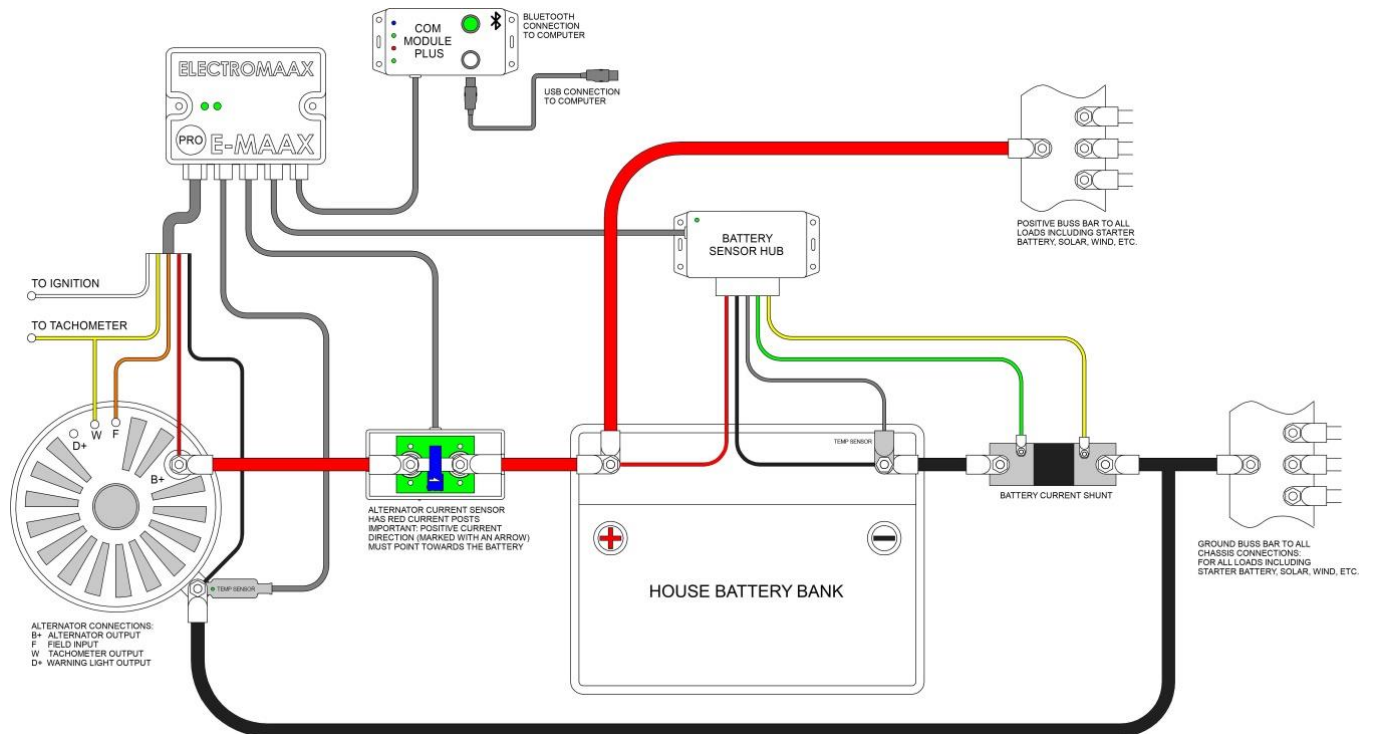 BLUETOOTH
CONNECTION
TO COMPUTER
COM
MODULE
PLUS
USB CONNECTION
TO COMPUTER
ELECTROMAAX
PRO
E-MAAX
POSITIVE BUSS BAR TO ALL
LOADS INCLUDING STARTER
BATTERY, SOLAR, WIND, ETC.
BATTERY
SENSOR HUB
TO IGNITION
TO TACHOMETER
D+
W
F
B+
TEMP SENSOR
ALTERNATOR CONNECTIONS:
B+ ALTERNATOR OUTPUT
F FIELD INPUT
W TACHOMETER OUTPUT
D+ WARNING LIGHT OUTPUT
ALTERNATOR CURRENT SENSOR
HAS RED CURRENT POSTS
IMPORTANT: POSITIVE CURRENT
DIRECTION (MARKED WITH AN ARROW)
MUST POINT TOWARDS THE BATTERY
TEMP SENSOR
HOUSE BATTERY BANK
BATTERY CURRENT SHUNT
GROUND BUSS BAR TO ALL
CHASSIS CONNECTIONS:
FOR ALL LOADS INCLUDING
STARTER BATTERY, SOLAR, WIND, ETC.